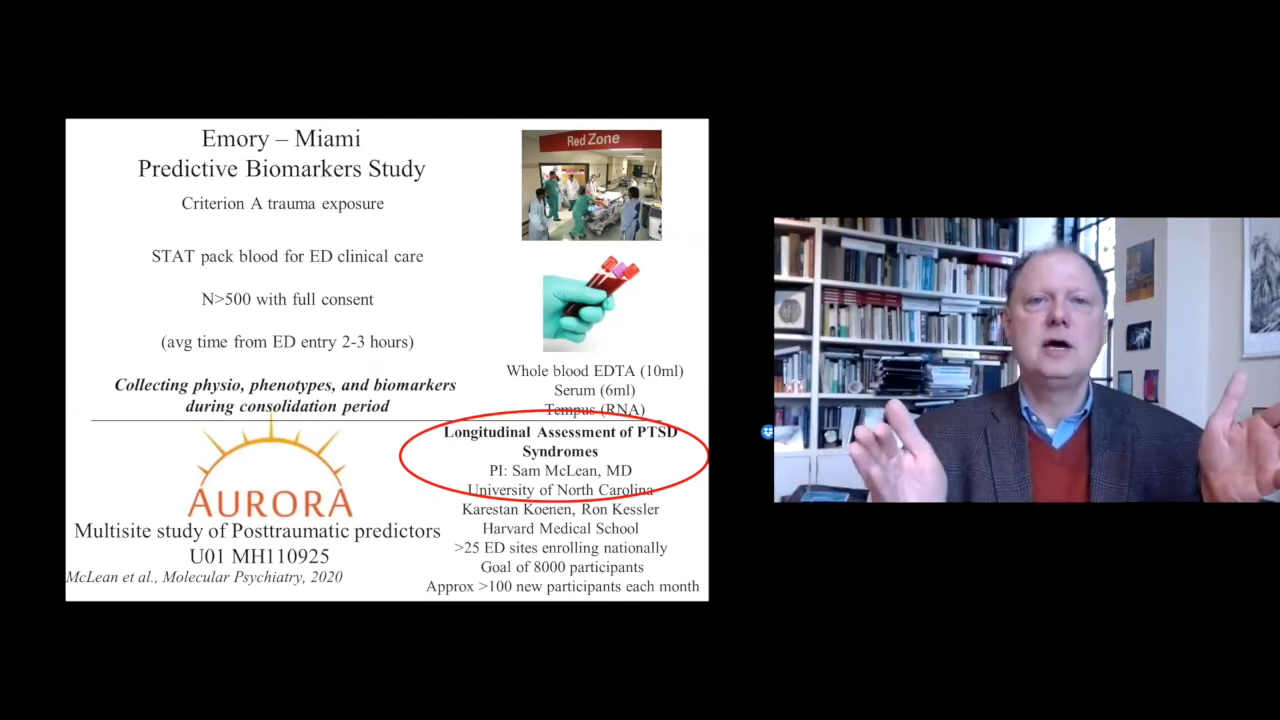 Emory – Miami
Predictive Biomarkers Study
Criterion A trauma exposure
STAT pack blood for ED clinical care
N>500 with full consent
(avg time from ED entry 2-3 hours)
Collecting physio, phenotypes, and biomarkers
during consolidation period
Red Zone
Whole blood EDTA (10ml)
Serum (6ml)
Tempus (RNA)
AURORA
Multisite study of Posttraumatic predictors
U01 MH110925
McLean et al., Molecular Psychiatry, 2020
Longitudinal Assessment of PTSD
Syndromes
PI: Sam McLean, MD
University of North Carolina
Karestan Koenen, Ron Kessler
Harvard Medical School
>25 ED sites enrolling nationally
Goal of 8000 participants
Approx >100 new participants each month